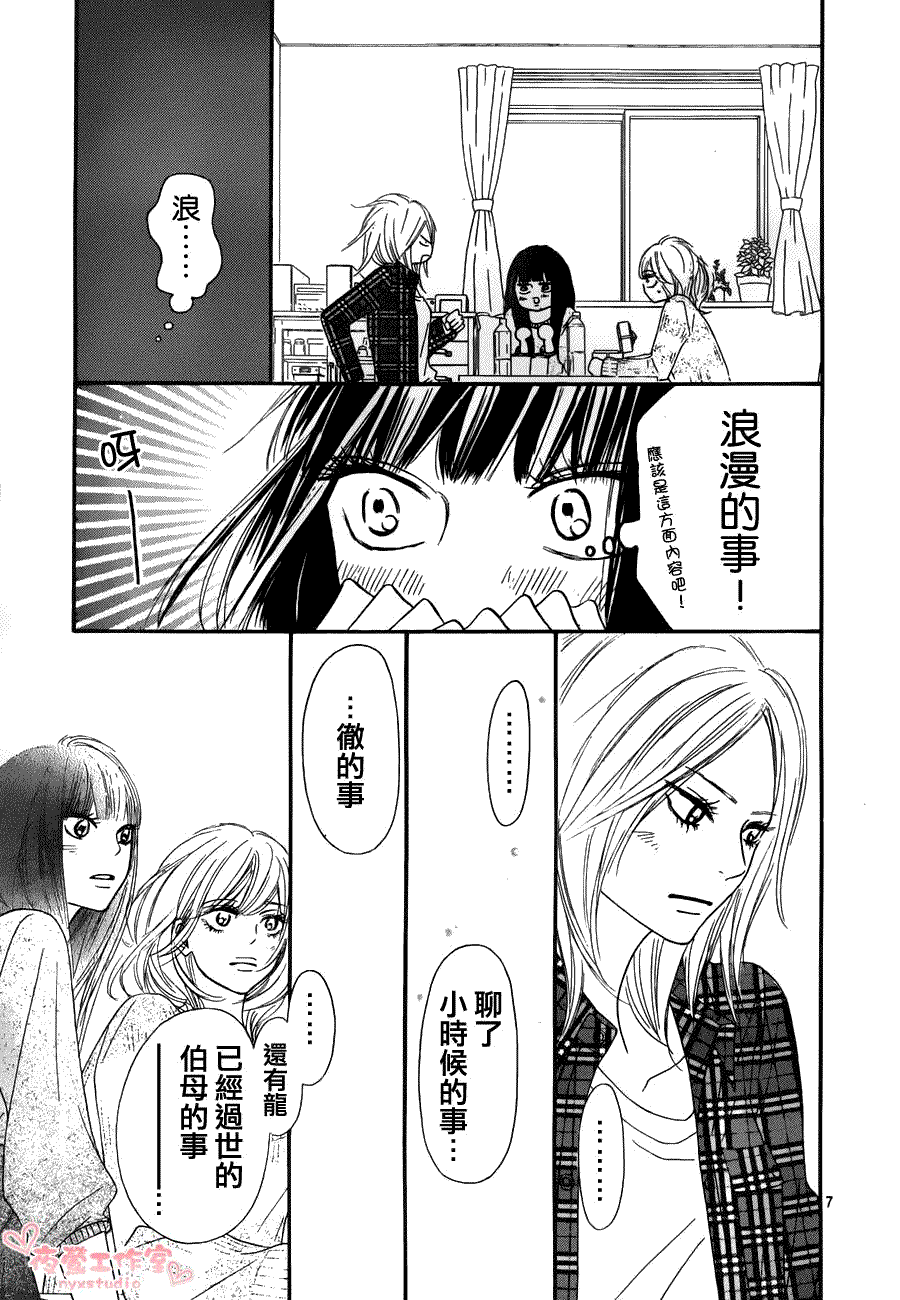 浪……
浪漫的事！
應該是這方面內容吧！
呀
………
………
聊了
小時候的事…
…徹的事
……
還有龍
已經過世的
伯母的事
——…
7
夜螢工作室
nyxstudio